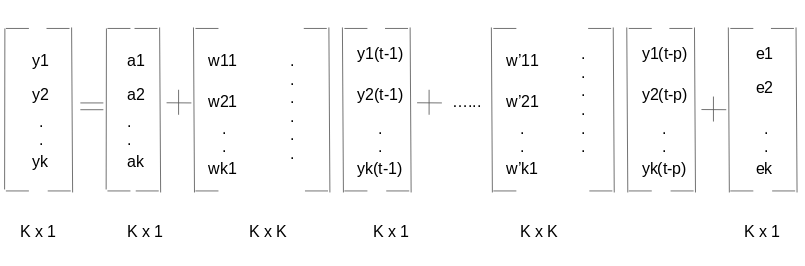 y1 a1 w11 . y1(t-1) w'11 . y1(t-p) e1
y2 = a2 + w21 . y2(t-1) + ...... w'21 . y2(t-p) + e2
. . . . . . . . .
. . . . . . . . .
yk ak wk1 . yk(t-1) w'k1 . yk(t-p) ek
K x 1 K x 1 K x K K x 1 K x K K x 1